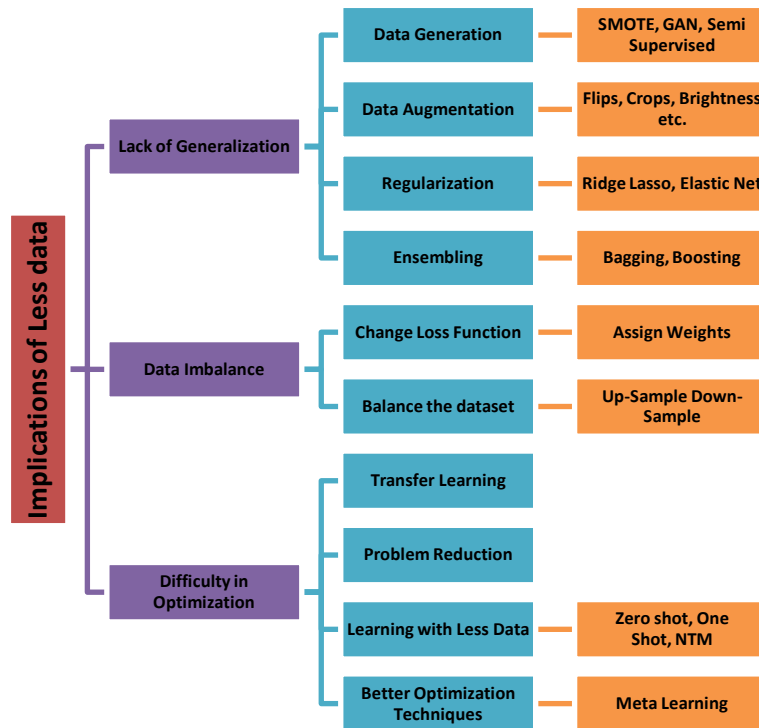 Implications of Less data
Lack of Generalization
Data Generation
SMOTE, GAN, Semi
Supervised
Data Augmentation
Flips, Crops, Brightness
etc.
Regularization
Ridge Lasso, Elastic Net
Ensembling
Bagging, Boosting
Data Imbalance
Change Loss Function
Assign Weights
Balance the dataset
Up-Sample Down-
Sample
Difficulty in
Optimization
Transfer Learning
Problem Reduction
Learning with Less Data
Zero shot, One
Shot, NTM
Better Optimization
Techniques
Meta Learning